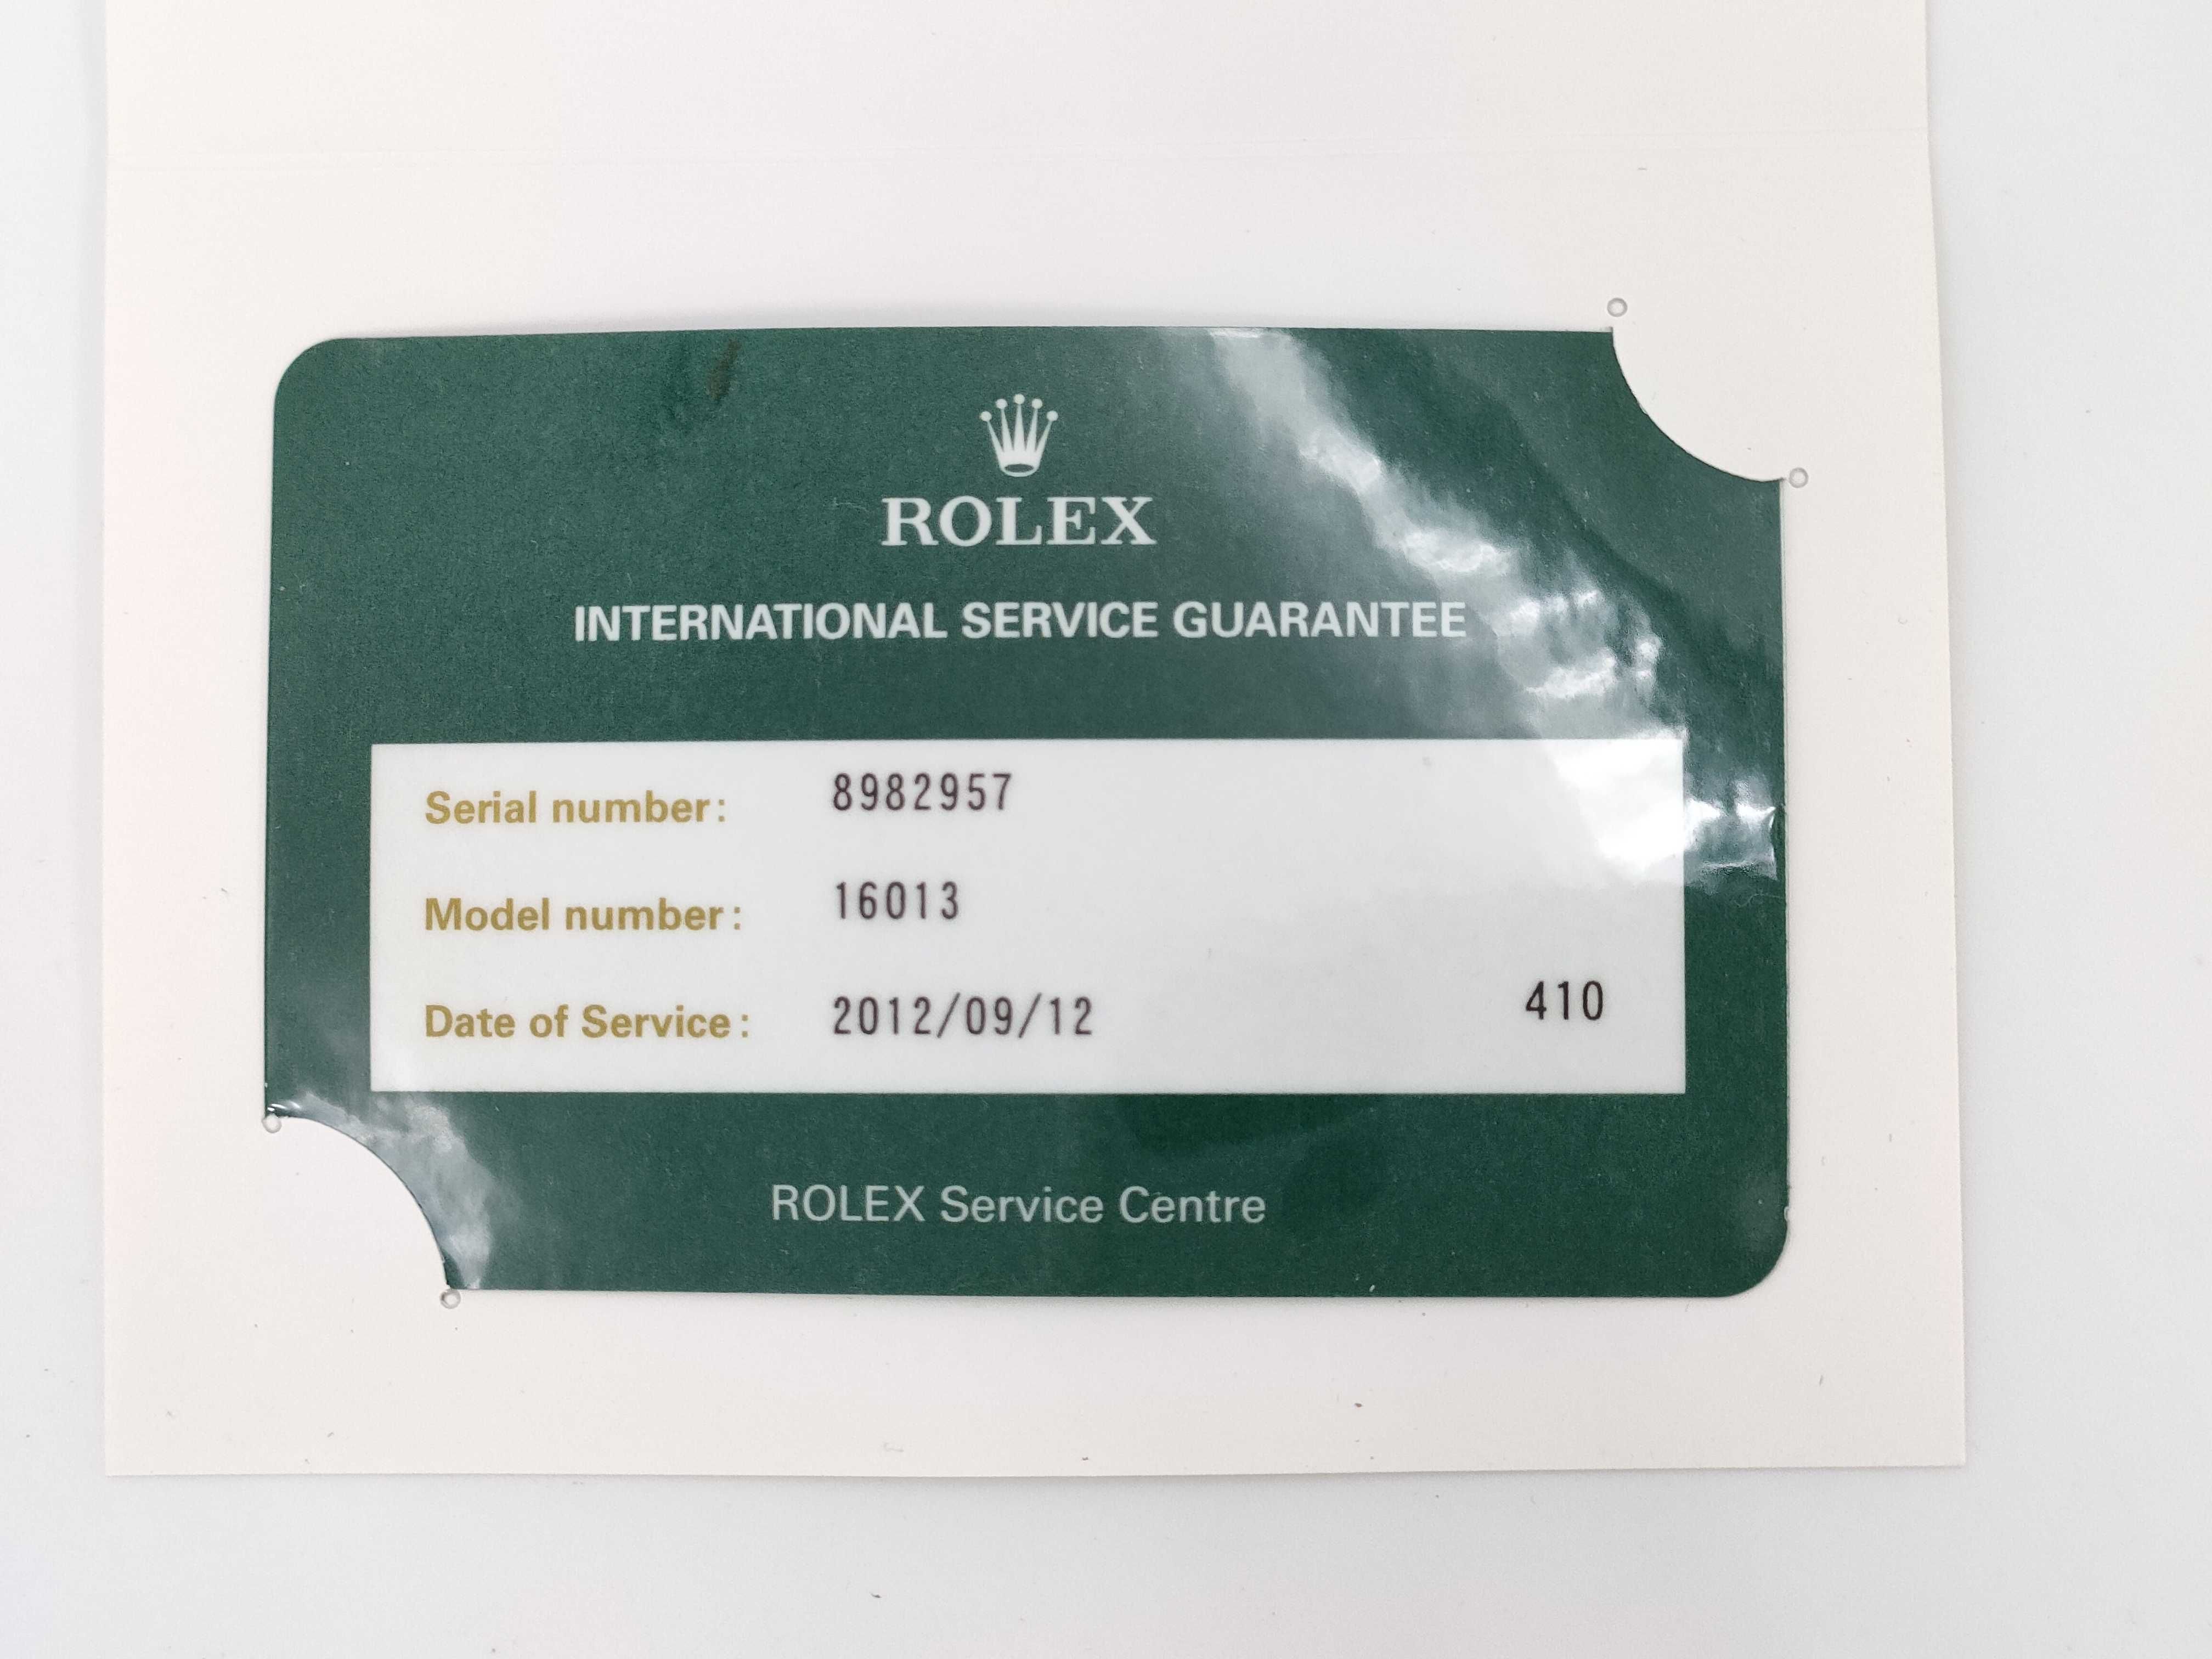 ROLEX
INTERNATIONAL SERVICE GUARANTEE
Serial number: 8982957
Model number: 16013
Date of Service: 2012/09/12 410
ROLEX Service Centre